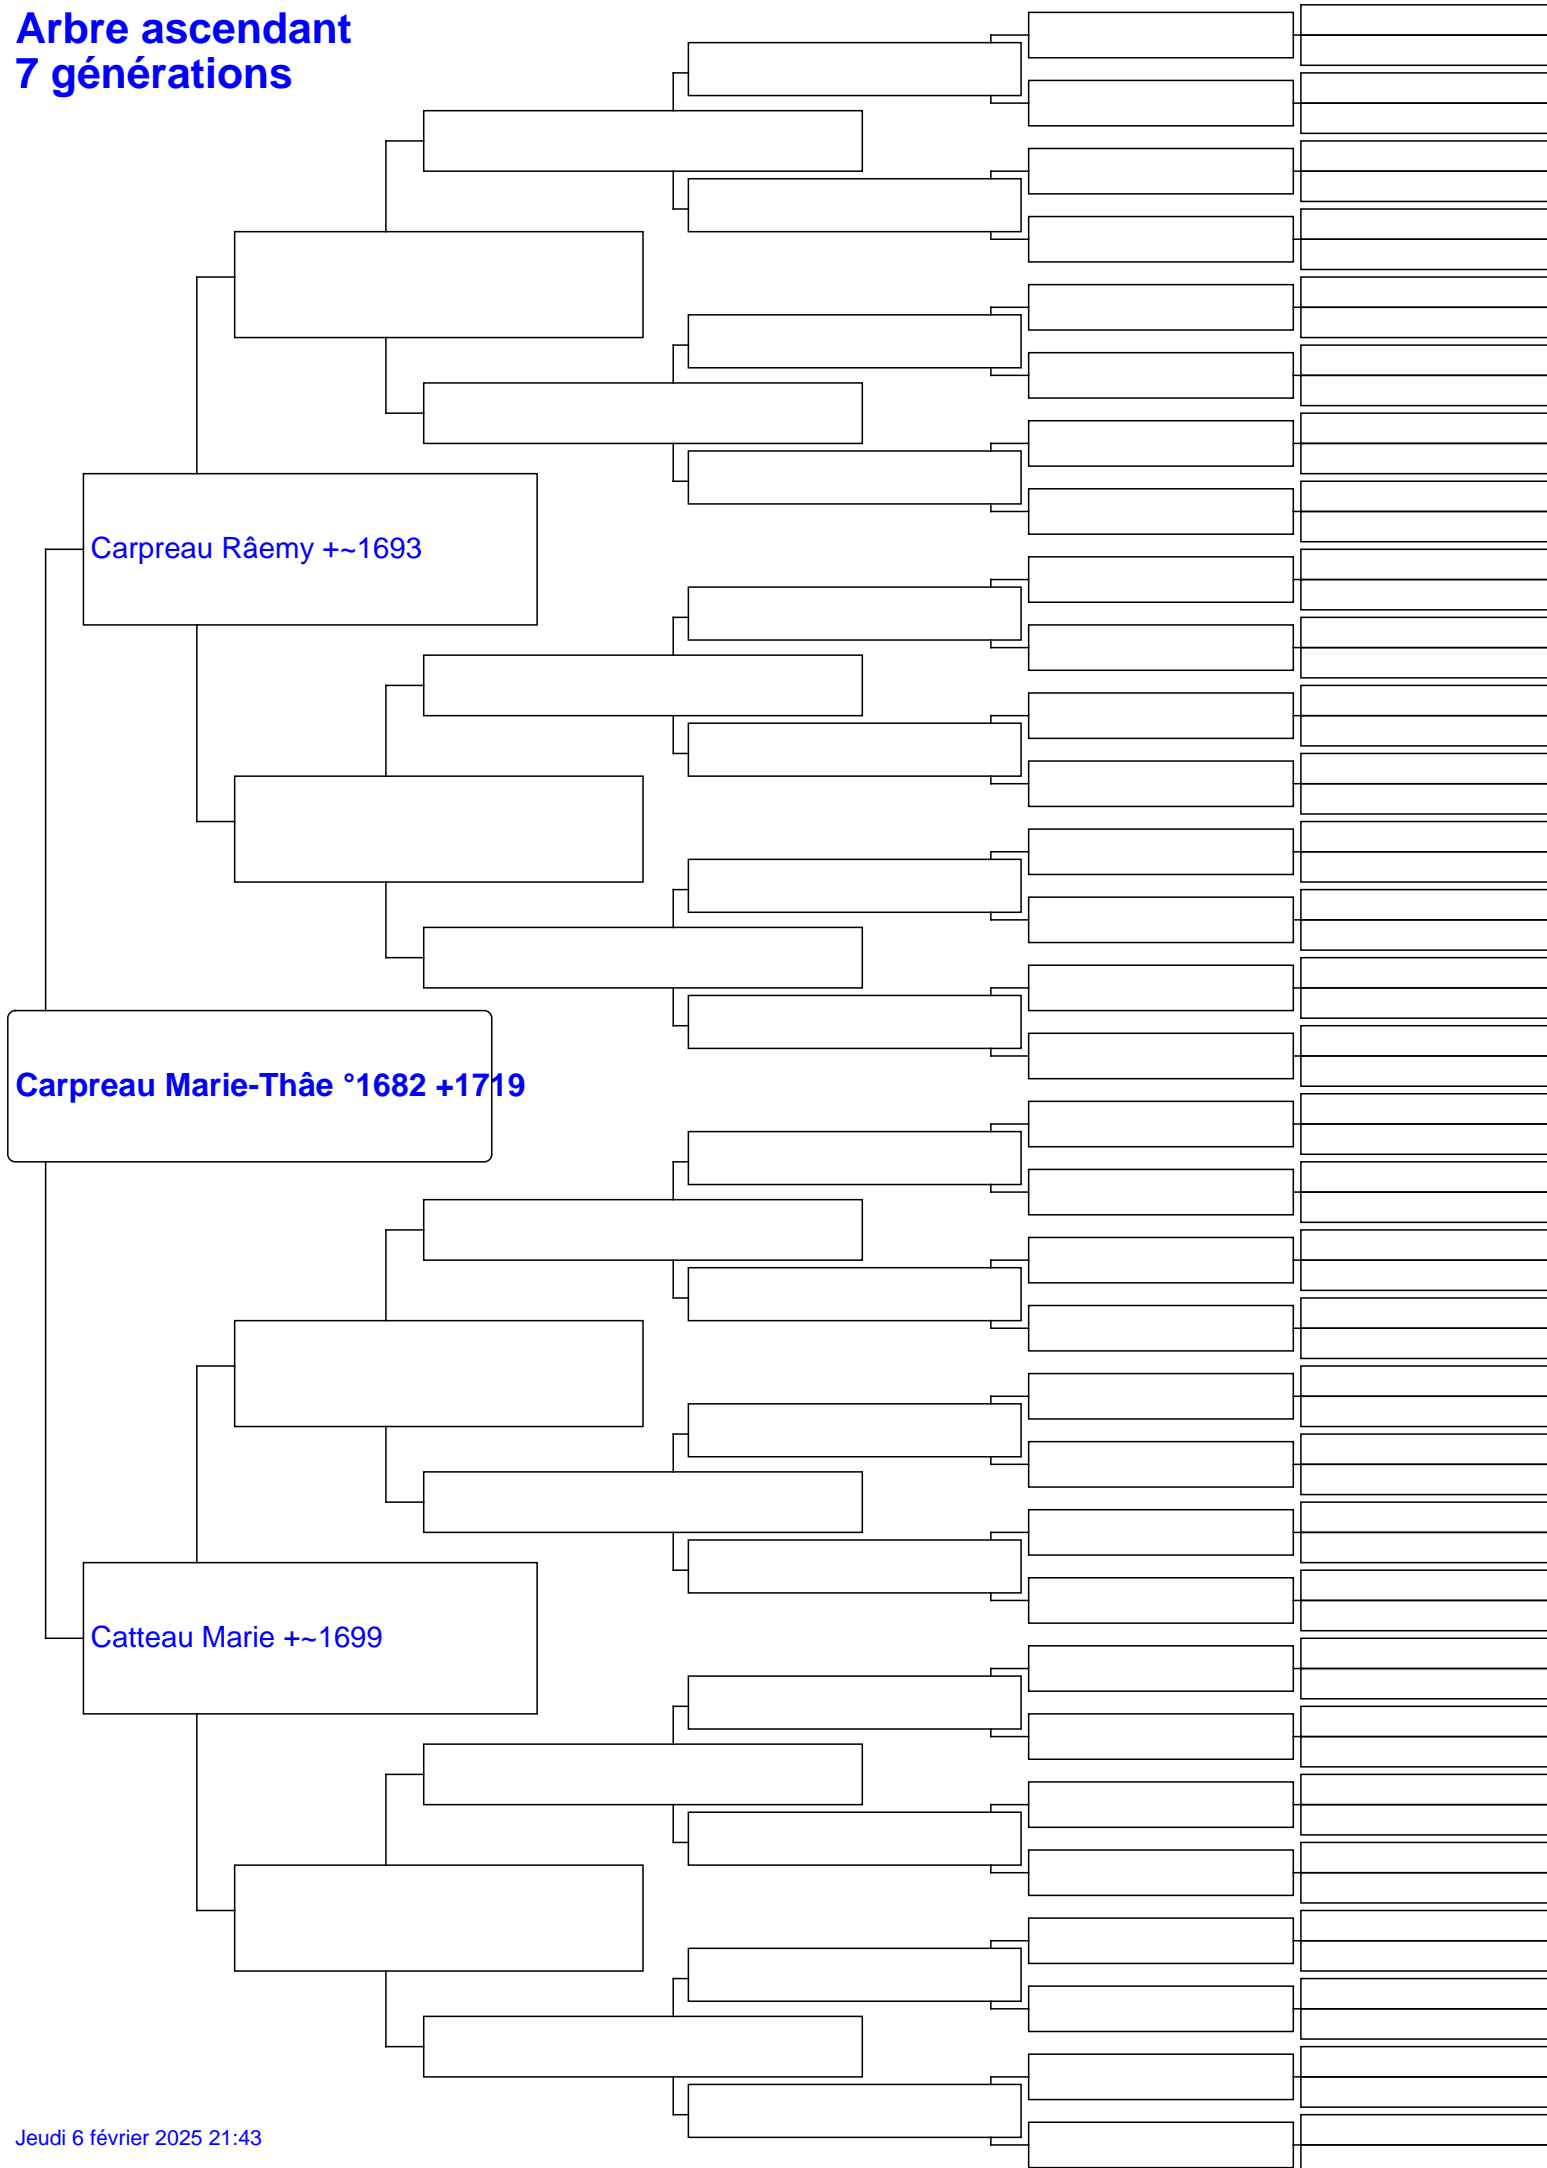 Arbre ascendant
7 générations
Carpreau Râemy +~1693
Carpreau Marie-Thâe °1682 +1719
Catteau Marie +~1699
Jeudi 6 février 2025 21:43